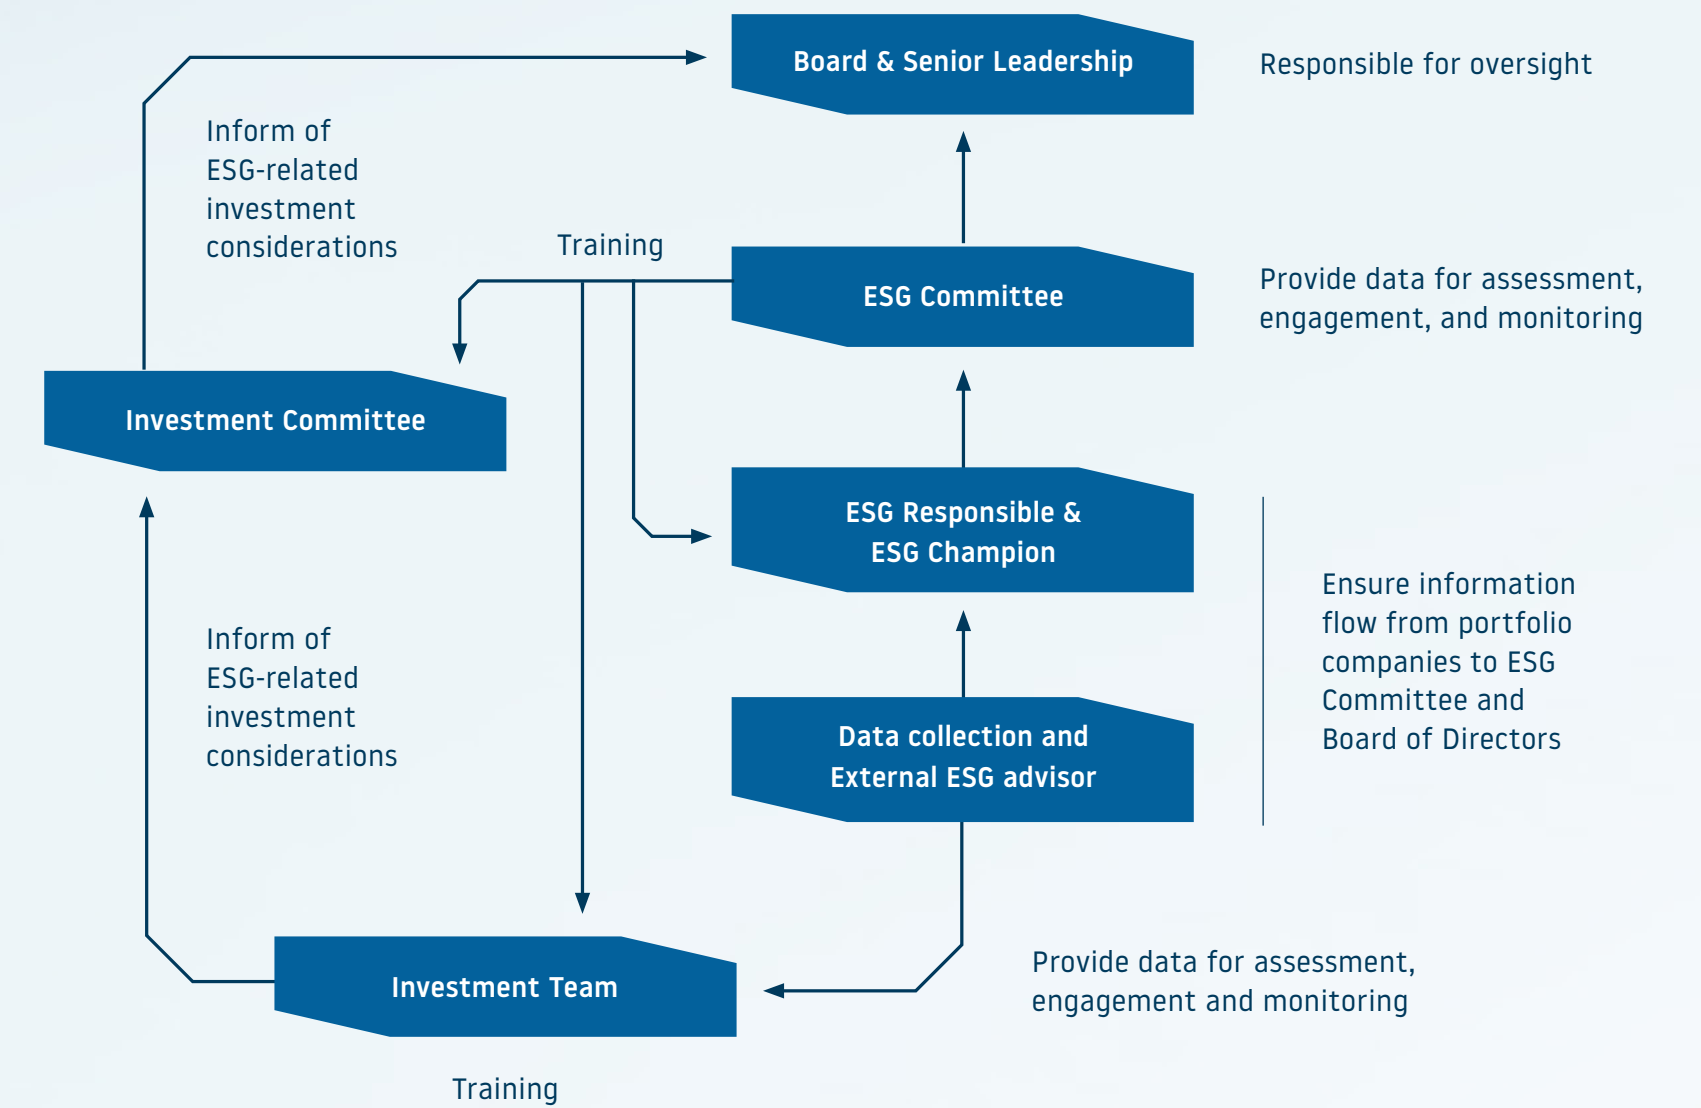 Board & Senior Leadership
Responsible for oversight
Inform of
ESG-related
investment
considerations
Training
ESG Committee
Provide data for assessment,
engagement, and monitoring
Investment Committee
ESG Responsible &
ESG Champion
Ensure information
flow from portfolio
companies to ESG
Committee and
Board of Directors
Inform of
ESG-related
investment
considerations
Data collection and
External ESG advisor
Investment Team
Provide data for assessment,
engagement and monitoring
Training